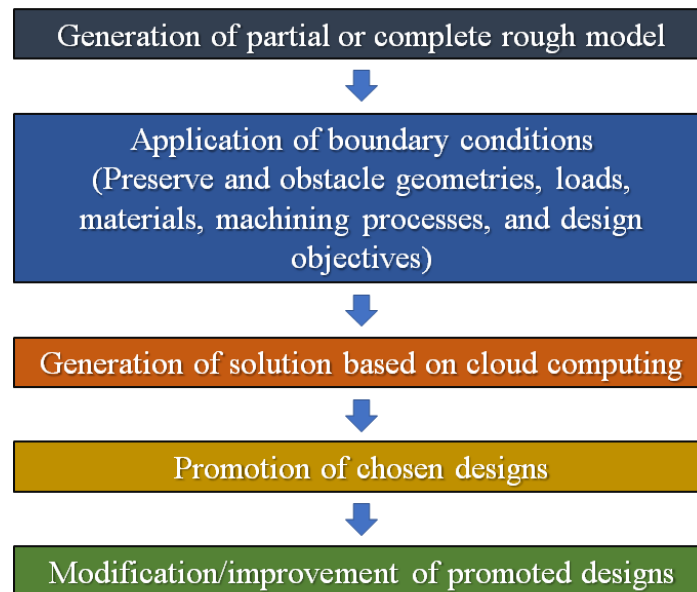 Generation of partial or complete rough model
Application of boundary conditions
(Preserve and obstacle geometries, loads,
materials, machining processes, and design
objectives)
Generation of solution based on cloud computing
Promotion of chosen designs
Modification/improvement of promoted designs